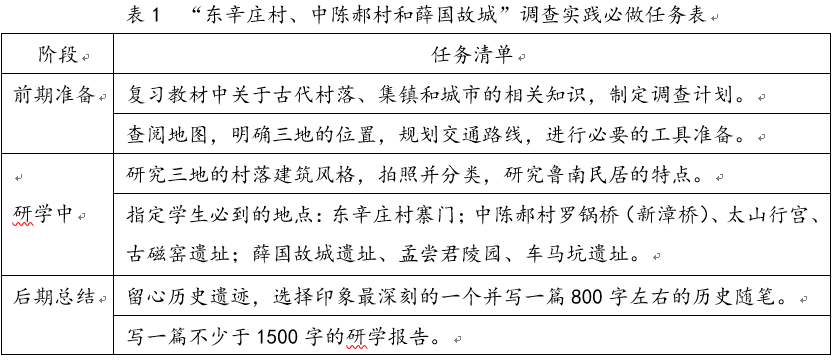 表 1 “东辛庄村、中陈郝村和薛国故城”调查实践必做任务表
阶段 任务清单
前期准备 复习教材中关于古代村落、集镇和城市的相关知识，制定调查计划。
查阅地图，明确三地的位置，规划交通路线，进行必要的工具准备。
研学中 研究三地的村落建筑风格，拍照并分类，研究鲁南民居的特点。
指定学生必到的地点：东辛庄村寨门；中陈郝村罗锅桥（新漳桥）、太山行宫、
古磁窑遗址；薛国故城遗址、孟尝君陵园、车马坑遗址。
后期总结 留心历史遗迹，选择印象最深刻的一个并写一篇 800 字左右的历史随笔。
写一篇不少于 1500 字的研学报告。